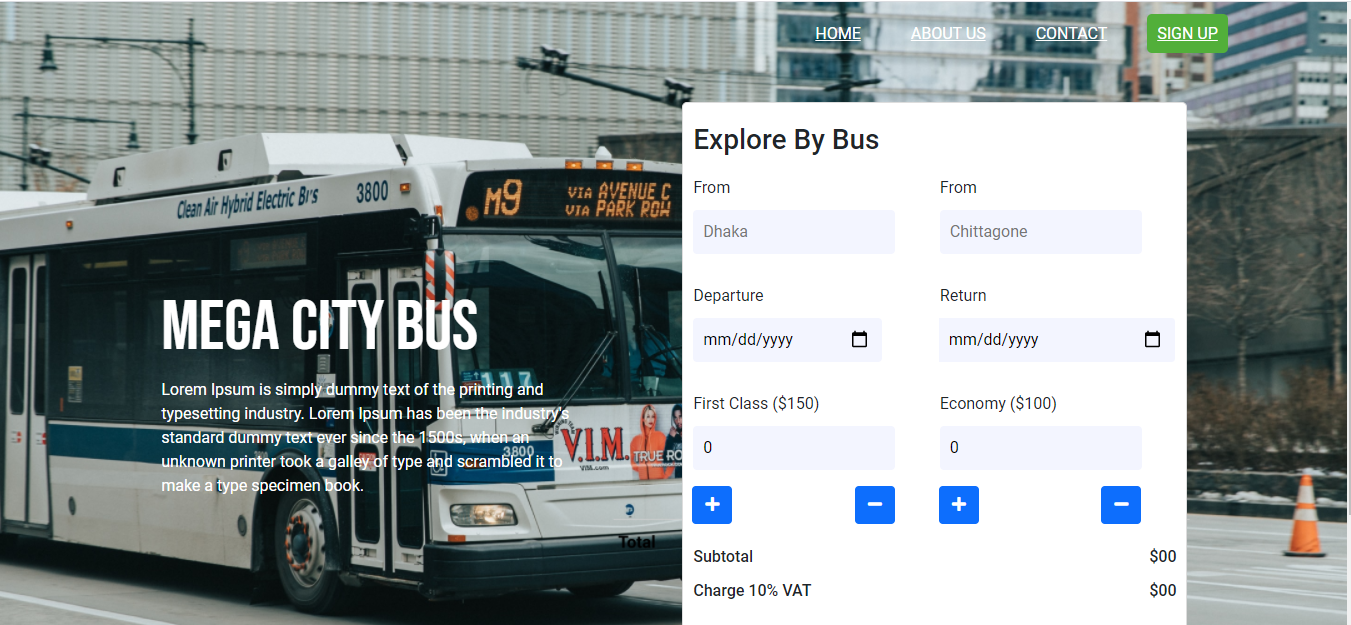 HOME ABOUT US CONTACT SIGN UP
Explore By Bus
From From
Dhaka Chittagone
Departure Return
mm/dd/yyyy mm/dd/yyyy
First Class ($150) Economy ($100)
0 0
+ − + −
Subtotal $00
Charge 10% VAT $00
Total
MEGA CITY BUS
Lorem Ipsum is simply dummy text of the printing and
typesetting industry. Lorem Ipsum has been the industry's
standard dummy text ever since the 1500s, when an
unknown printer took a galley of type and scrambled it to
make a type specimen book.
Clean Air Hybrid Electric 3800
M9 VIA AVENUE C
VIA PARK ROW
117
3800
V.I.M.
VIM.com
TRUE RO